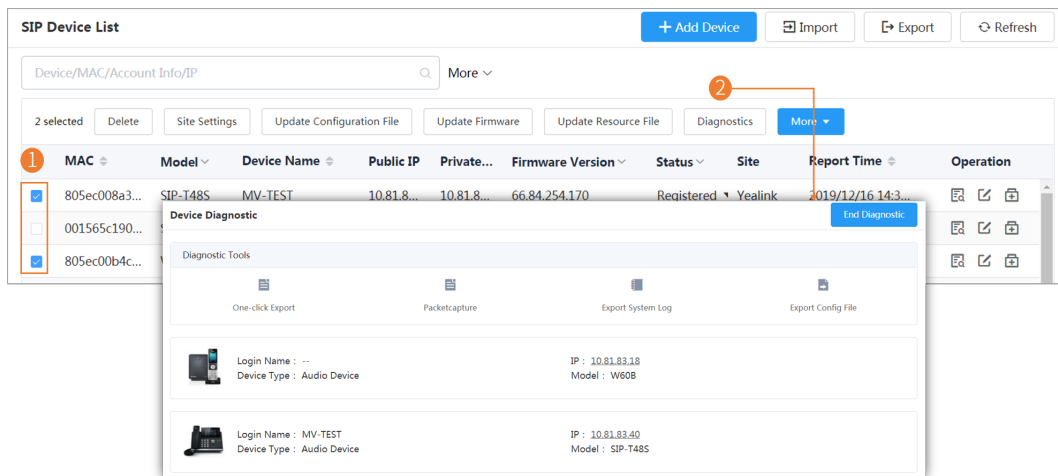 SIP Device List
+ Add Device
Import
Export
Refresh
Device/MAC/Account Info/IP
More
2
2 selected
Delete
Site Settings
Update Configuration File
Update Firmware
Update Resource File
Diagnostics
More
1
MAC Model Device Name Public IP Private... Firmware Version Status Site Report Time Operation
805ec008a3... SIP-T48S MV-TEST 10.81.8... 10.81.8... 66.84.254.170 Registered Yealink 2019/12/16 14:3...
001565c190...
805ec00b4c...
Device Diagnostic
End Diagnostic
Diagnostic Tools
One-click Export
Packetcapture
Export System Log
Export Config File
Login Name : -- IP : 10.81.83.18
Device Type : Audio Device Model : W60B
Login Name : MV-TEST IP : 10.81.83.40
Device Type : Audio Device Model : SIP-T48S